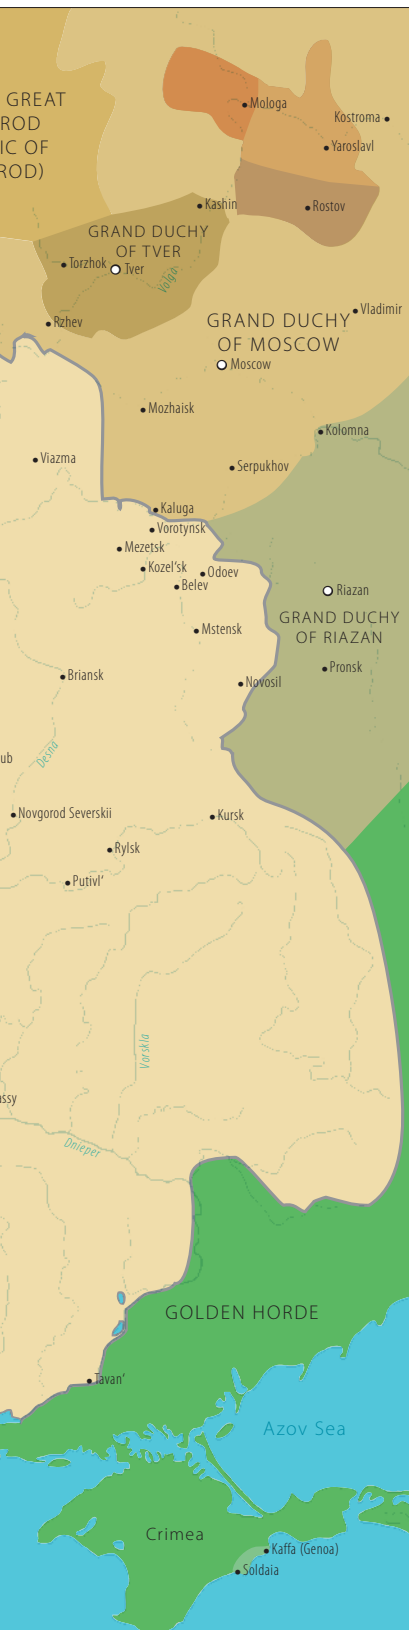 GREAT
ROD
IC OF
ROD)
Mologa
Kostroma
Yaroslavl
Kashin
Rostov
GRAND DUCHY
OF TVER
Torzhok
Tver
Volga
Rzhev
Vladimir
GRAND DUCHY
OF MOSCOW
Moscow
Mozhaisk
Kolomna
Viazma
Serpukhov
Kaluga
Vorotynsk
Mezetsk
Kozel'sk
Odoev
Belev
Riazan
GRAND DUCHY
OF RIAZAN
Mstensk
Pronsk
Briansk
Novosil
Desna
ub
Novgorod Severskii
Kursk
Rylsk
Putivl'
Vorskla
assy
Dnieper
GOLDEN HORDE
Tavan'
Azov Sea
Crimea
Kaffa (Genoa)
Soldaia